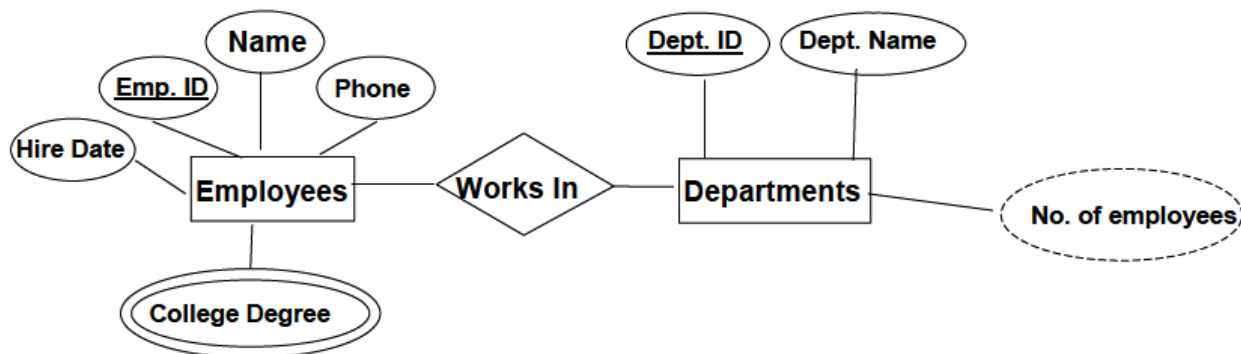 Name
Dept. ID
Dept. Name
Emp. ID
Phone
Hire Date
Employees
Works In
Departments
No. of employees
College Degree